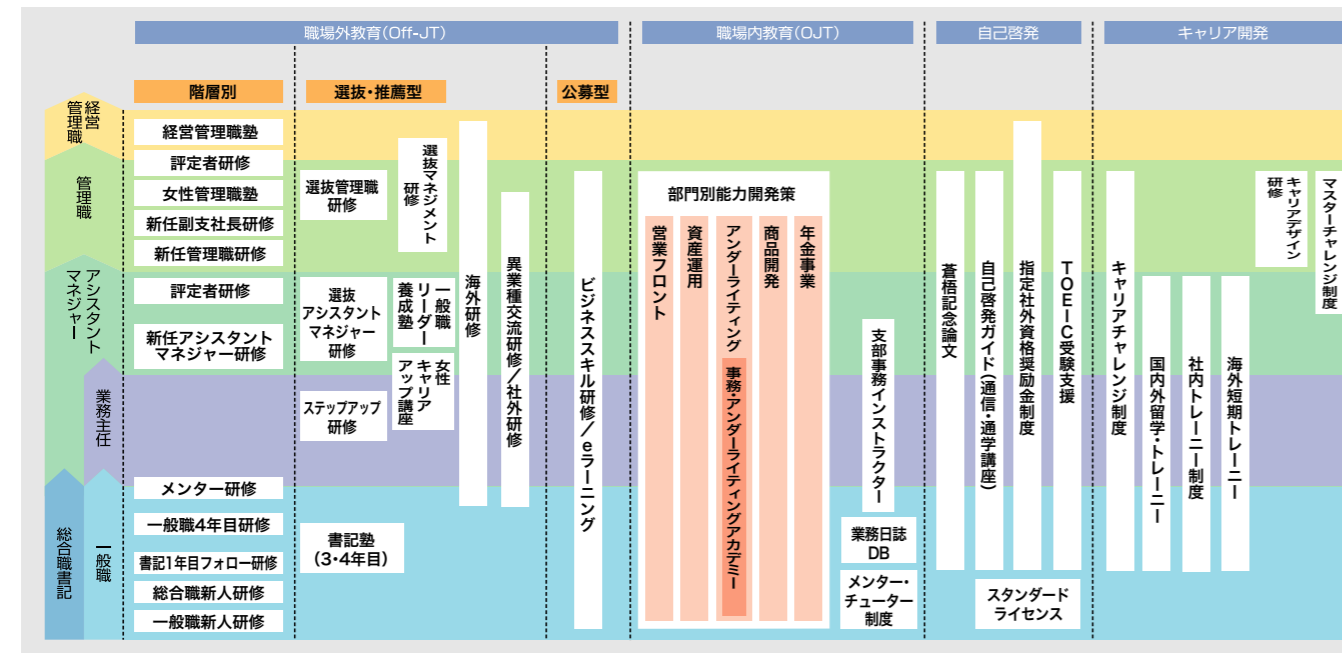 職場外教育(Off-JT)
職場内教育(OJT)
自己啓発
キャリア開発
階層別
選抜・推薦型
公募型
経営
管理職
管理職
アシスタント
マネジャー
業務主任
総合職書記
一般職
経営管理職塾
評定者研修
女性管理職塾
新任副支社長研修
新任管理職研修
評定者研修
新任アシスタント
マネジャー研修
メンター研修
一般職4年目研修
書記1年目フォロー研修
総合職新人研修
一般職新人研修
選抜管理職
研修
選抜マネジメント
研修
選抜
アシスタント
マネジャー
研修
一般職
リーダー
養成塾
女性
キャリア
アップ講座
ステップアップ
研修
書記塾
(3・4年目)
海外研修
異業種交流研修/社外研修
ビジネススキル研修/eラーニング
部門別能力開発策
営業フロント
資産運用
アンダーライティング
事務・アンダーライティングアカデミー
商品開発
年金事業
支部事務インストラクター
業務日誌
DB
メンター・
チューター
制度
蒼梧記念論文
自己啓発ガイド(通信・通学講座)
指定社外資格奨励金制度
TOEIC受験支援
スタンダード
ライセンス
キャリアチャレンジ制度
国内外留学・トレーニー
社内トレーニー制度
海外短期トレーニー
キャリアデザイン
研修
マスターチャレンジ制度